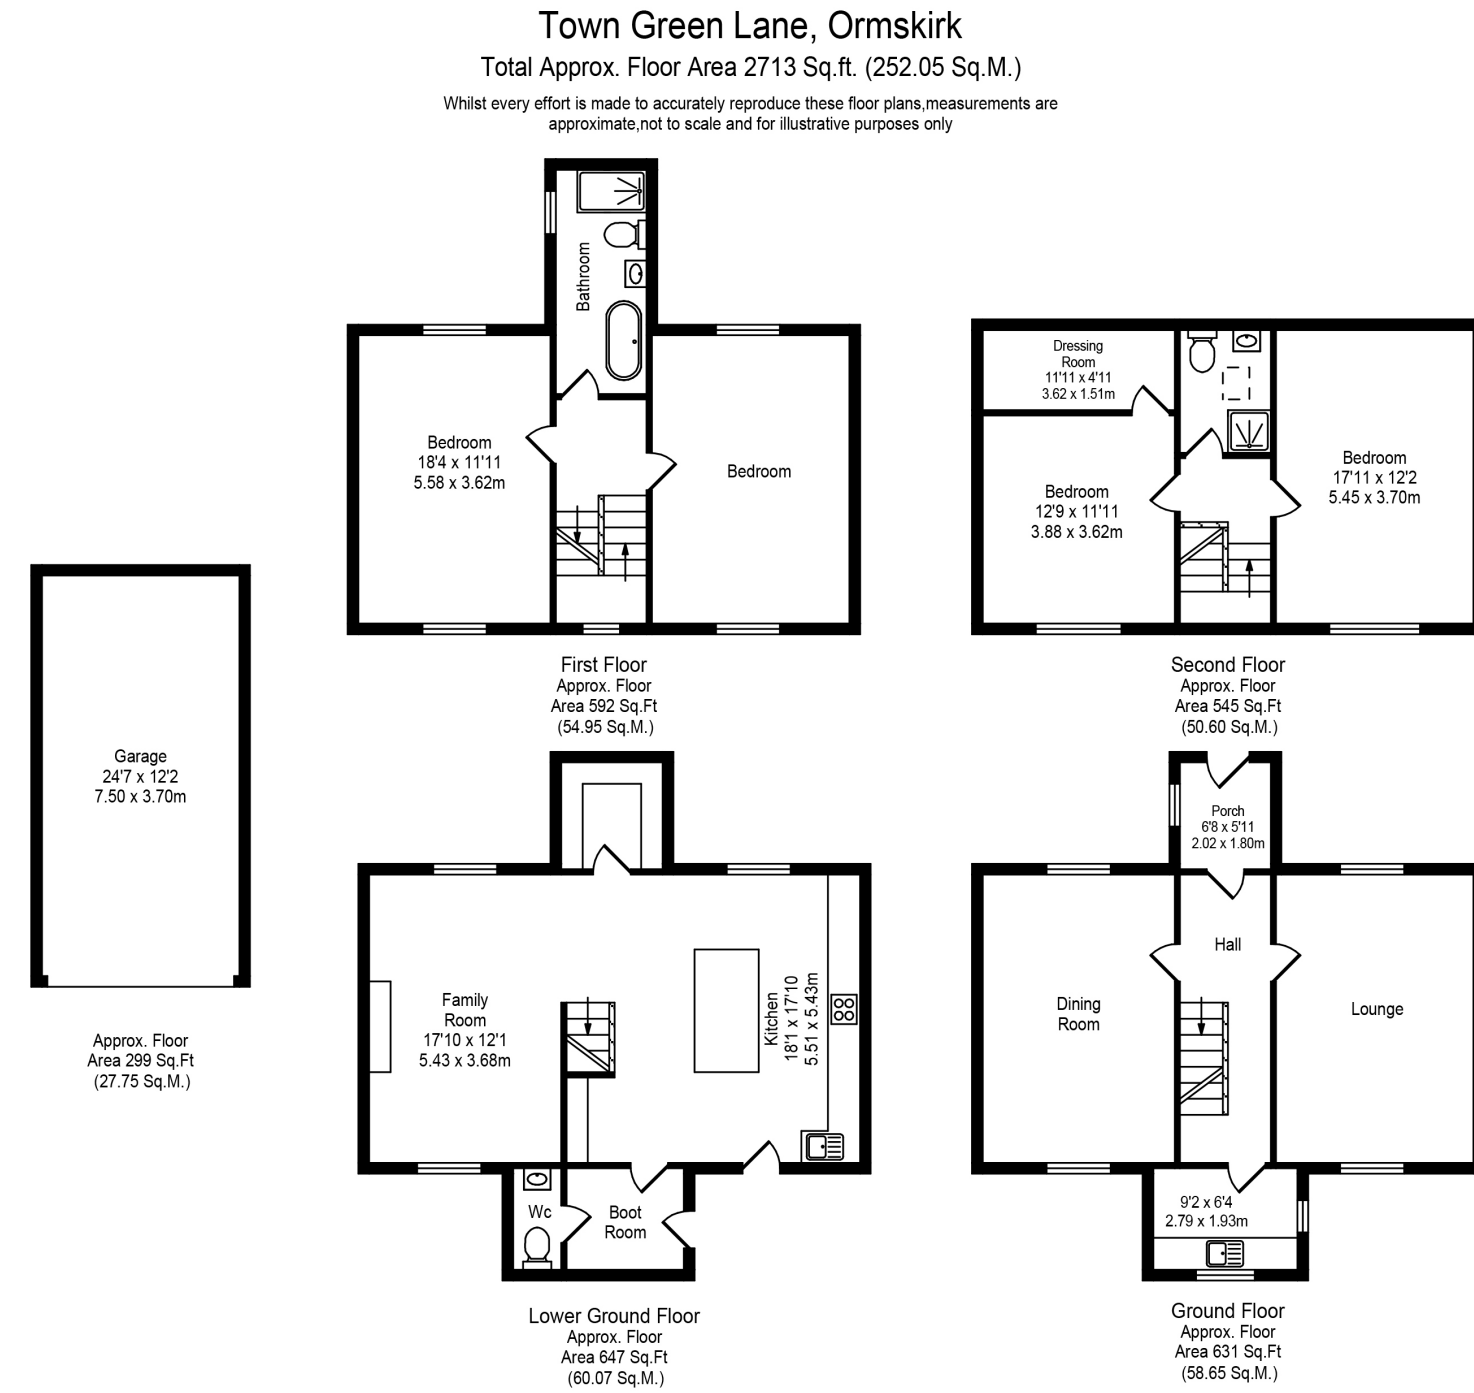 Town Green Lane, Ormskirk
Total Approx. Floor Area 2713 Sq.ft. (252.05 Sq.M.)
Whilst every effort is made to accurately reproduce these floor plans,measurements are
approximate,not to scale and for illustrative purposes only
Bathroom
Bedroom
18'4 x 11'11
5.58 x 3.62m
Bedroom
First Floor
Approx. Floor
Area 592 Sq.Ft
(54.95 Sq.M.)
Dressing
Room
11'11 x 4'11
3.62 x 1.51m
Bedroom
12'9 x 11'11
3.88 x 3.62m
Bedroom
17'11 x 12'2
5.45 x 3.70m
Second Floor
Approx. Floor
Area 545 Sq.Ft
(50.60 Sq.M.)
Garage
24'7 x 12'2
7.50 x 3.70m
Approx. Floor
Area 299 Sq.Ft
(27.75 Sq.M.)
Family
Room
17'10 x 12'1
5.43 x 3.68m
Kitchen
18'1 x 17'10
5.51 x 5.43m
Wc
Boot
Room
Lower Ground Floor
Approx. Floor
Area 647 Sq.Ft
(60.07 Sq.M.)
Porch
6'8 x 5'11
2.02 x 1.80m
Hall
Dining
Room
Lounge
9'2 x 6'4
2.79 x 1.93m
Ground Floor
Approx. Floor
Area 631 Sq.Ft
(58.65 Sq.M.)